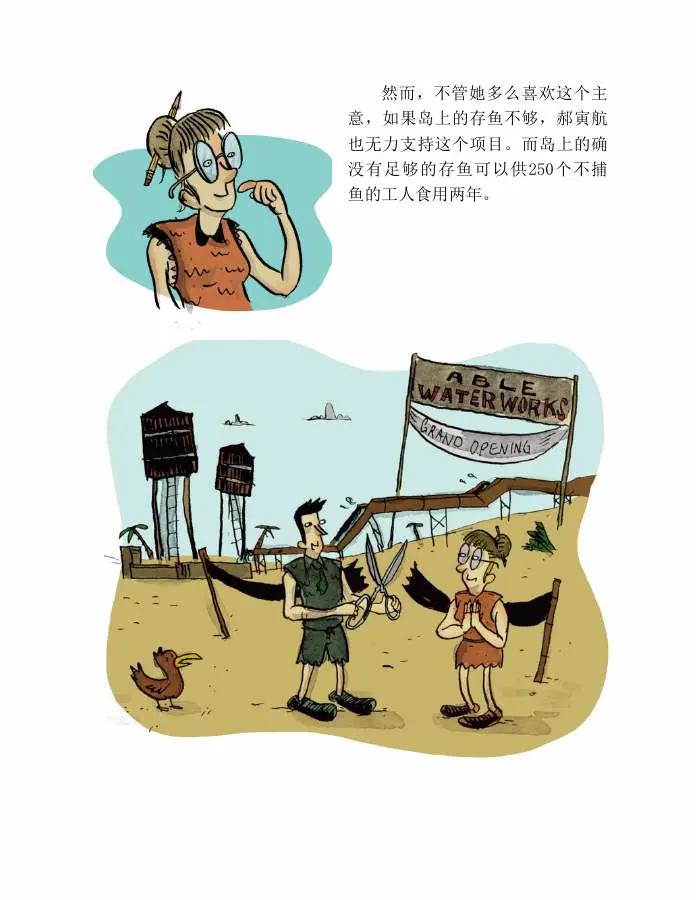 然而，不管她多么喜欢这个主
意，如果岛上的存鱼不够，郝寅航
也无力支持这个项目。而岛上的确
没有足够的存鱼可以供250个不捕
鱼的工人食用两年。
ABLE
WATER WORKS
GRAND OPENING